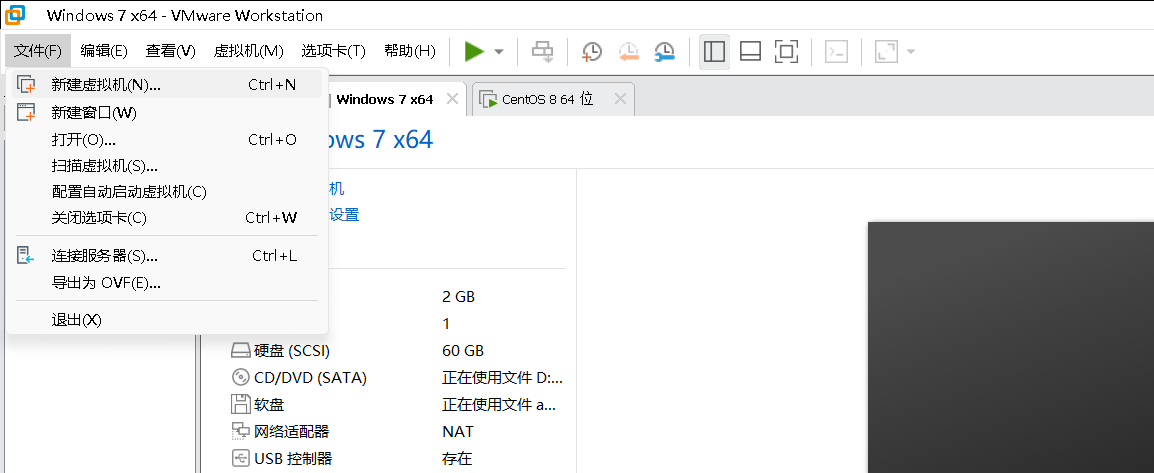 Windows 7 x64 - VMware Workstation
文件(F) 编辑(E) 查看(V) 虚拟机(M) 选项卡(T) 帮助(H)
新建虚拟机(N)... Ctrl+N
新建窗口(W)
打开(O)... Ctrl+O
扫描虚拟机(S)...
配置自动启动虚拟机(C)
关闭选项卡(C) Ctrl+W
连接服务器(S)... Ctrl+L
导出为 OVF(E)...
退出(X)
Windows 7 x64
CentOS 8 64 位
ows 7 x64
机
设置
2 GB
1
硬盘 (SCSI) 60 GB
CD/DVD (SATA) 正在使用文件 D:...
软盘 正在使用文件 a...
网络适配器 NAT
USB 控制器 存在